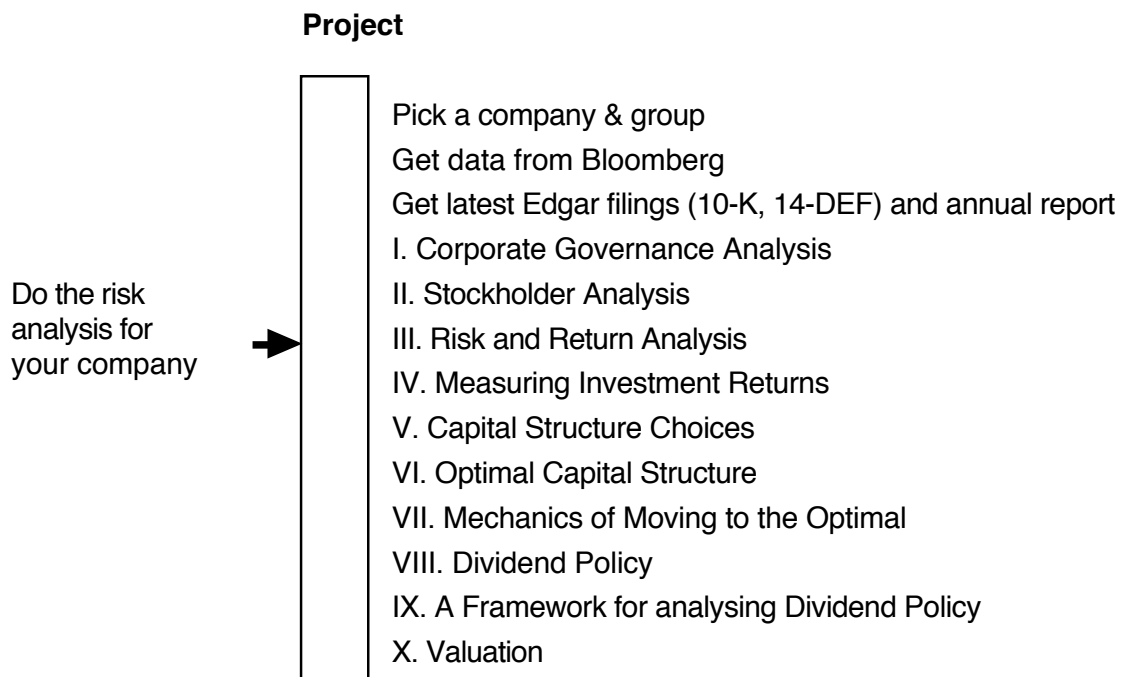 Project
Pick a company & group
Get data from Bloomberg
Get latest Edgar filings (10-K, 14-DEF) and annual report
I. Corporate Governance Analysis
II. Stockholder Analysis
III. Risk and Return Analysis
IV. Measuring Investment Returns
V. Capital Structure Choices
VI. Optimal Capital Structure
VII. Mechanics of Moving to the Optimal
VIII. Dividend Policy
IX. A Framework for analysing Dividend Policy
X. Valuation
Do the risk
analysis for
your company